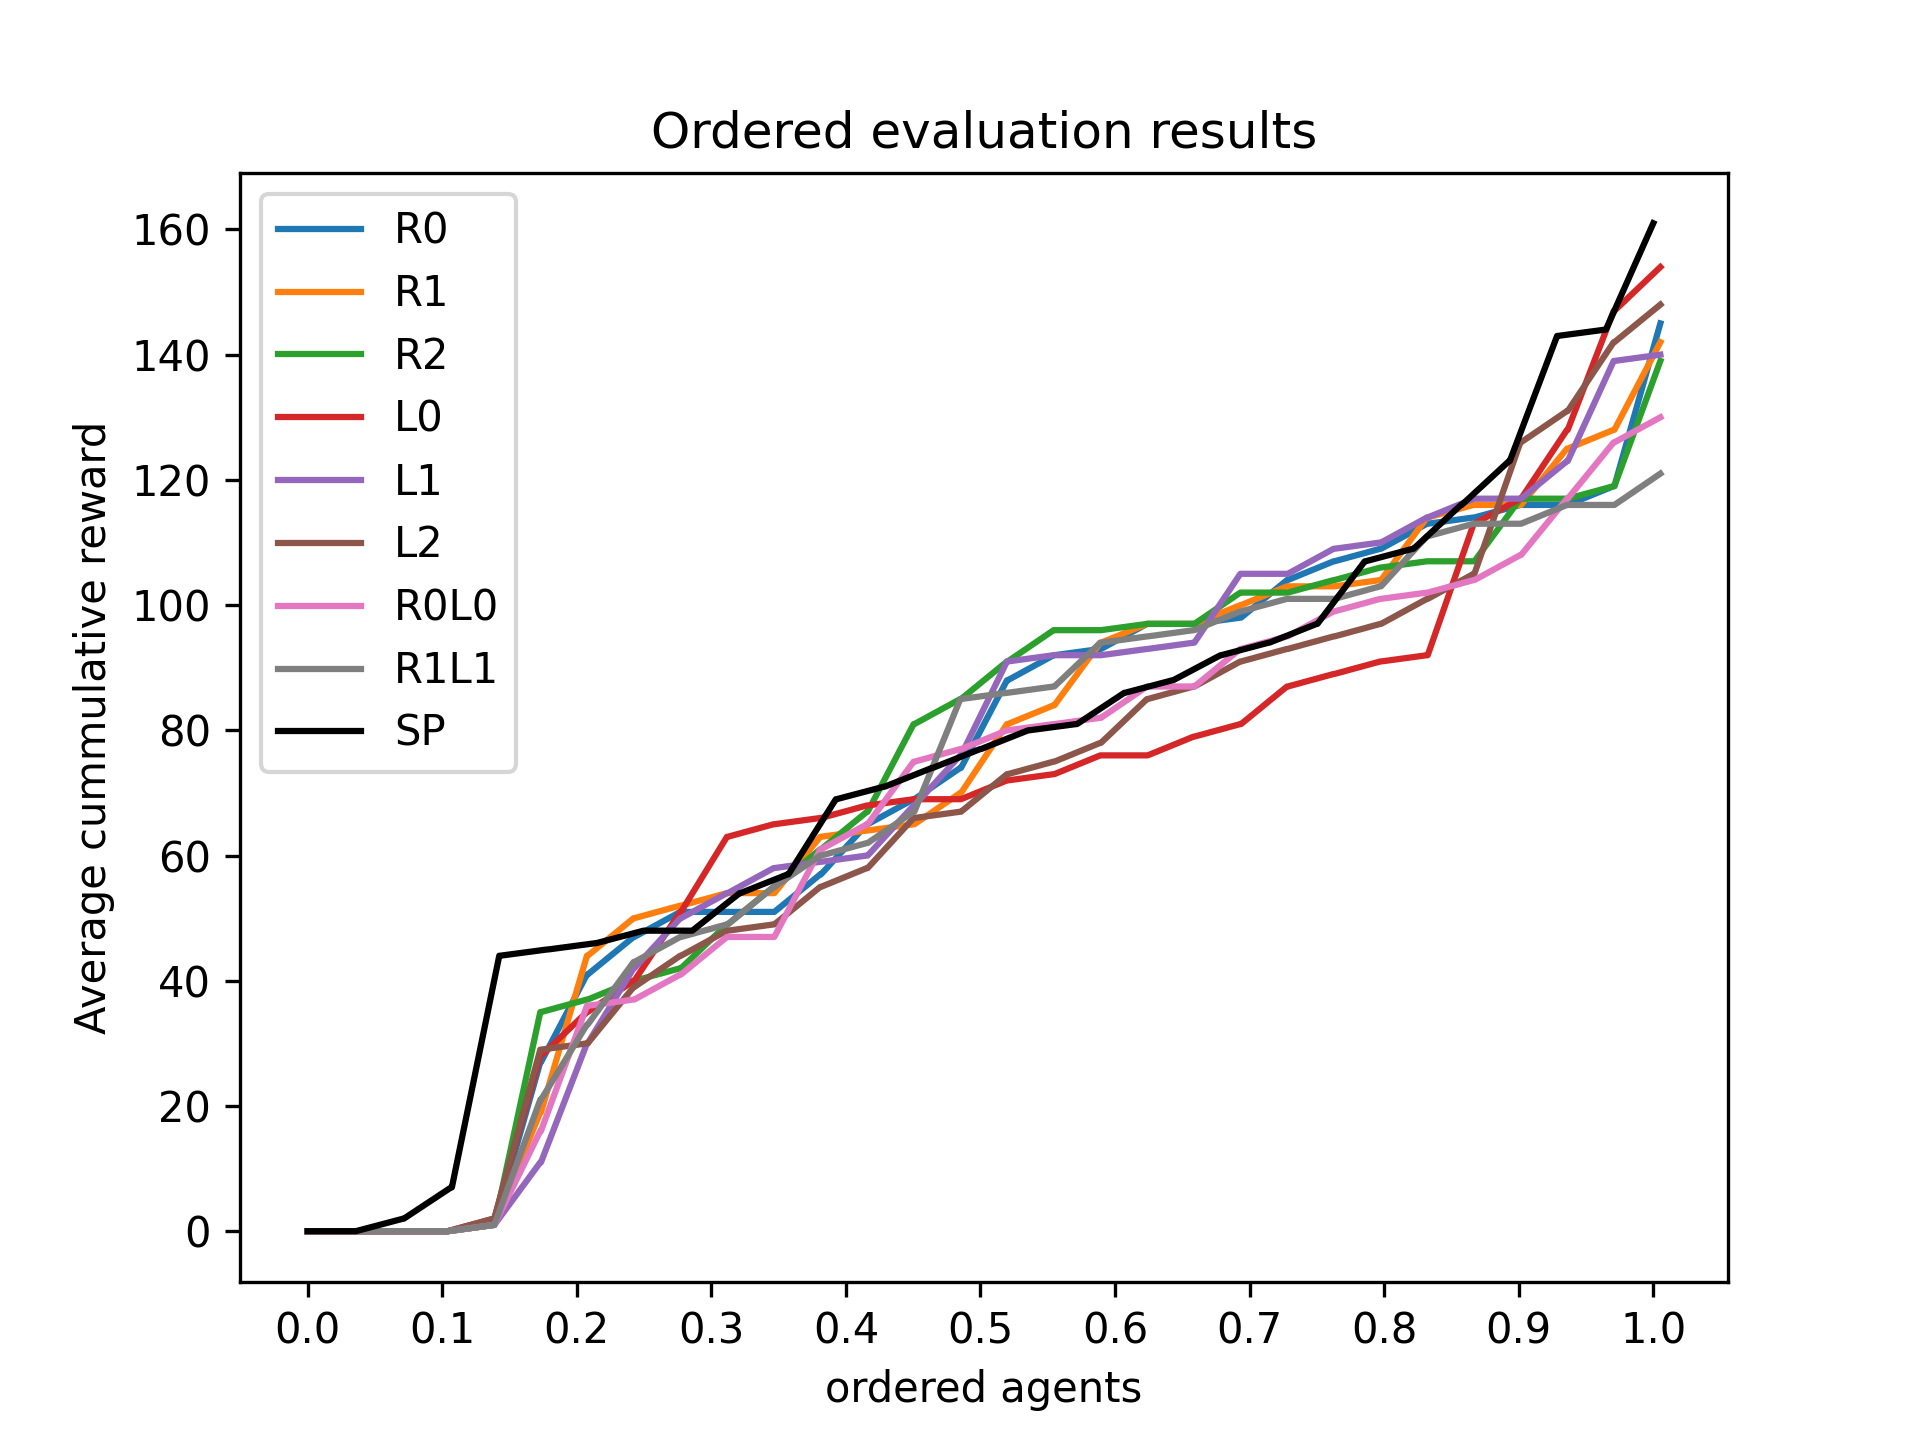 Ordered evaluation results
R0
R1
R2
L0
L1
L2
R0L0
R1L1
SP
Average cummulative reward
160
140
120
100
80
60
40
20
0
0.0 0.1 0.2 0.3 0.4 0.5 0.6 0.7 0.8 0.9 1.0
ordered agents